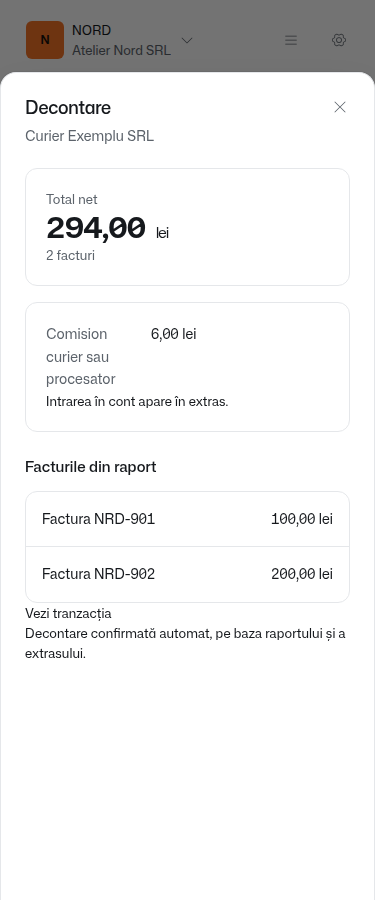 N
NORD
Atelier Nord SRL
Decontare
Curier Exemplu SRL
Total net
294,00 lei
2 facturi
Comision curier sau procesator
6,00 lei
Intrarea în cont apare în extras.
Facturile din raport
Factura NRD-901 100,00 lei
Factura NRD-902 200,00 lei
Vezi tranzacția
Decontare confirmată automat, pe baza raportului și a
extrasului.